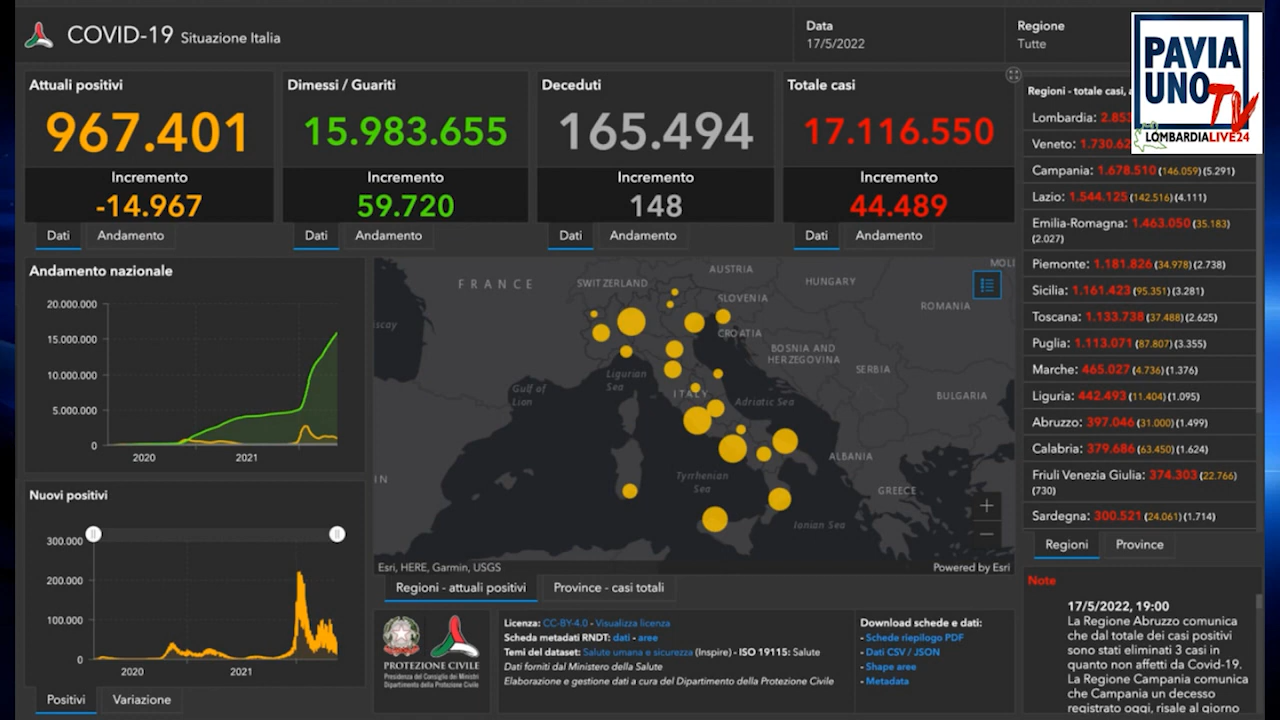 COVID-19 Situazione Italia
Data
17/5/2022
Regione
Tutte
PAVIA
UNO
TV
LOMBARDIALIVE24
Attuali positivi
967.401
Incremento
-14.967
Dati
Andamento
Dimessi / Guariti
15.983.655
Incremento
59.720
Dati
Andamento
Deceduti
165.494
Incremento
148
Dati
Andamento
Totale casi
17.116.550
Incremento
44.489
Dati
Andamento
Regioni - totale casi,
Lombardia: 2.853
Veneto: 1.730.62
Campania: 1.678.510 (146.059) (5.291)
Lazio: 1.544.125 (142.516) (4.111)
Emilia-Romagna: 1.463.050 (35.183)
(2.027)
Piemonte: 1.181.826 (34.978) (2.738)
Sicilia: 1.161.423 (95.351) (3.281)
Toscana: 1.133.738 (37.488) (2.625)
Puglia: 1.113.071 (87.807) (3.355)
Marche: 465.027 (4.736) (1.376)
Liguria: 442.493 (11.404) (1.095)
Abruzzo: 397.046 (31.000) (1.499)
Calabria: 379.686 (63.450) (1.624)
Friuli Venezia Giulia: 374.303 (22.766)
(730)
Sardegna: 300.521 (24.061) (1.714)
Regioni
Province
Andamento nazionale
20.000.000
15.000.000
10.000.000
5.000.000
0
2020
2021
Nuovi positivi
300.000
200.000
100.000
0
2020
2021
Positivi
Variazione
FRANCE
SWITZERLAND
AUSTRIA
HUNGARY
SLOVENIA
ROMANIA
CROATIA
BOSNIA AND
HERZEGOVINA
SERBIA
Ligurian
Sea
Gulf of
Lion
ITALY
Adriatic Sea
BULGARIA
ALBANIA
Tyrrhenian
Sea
GREECE
Ionian Sea
Esri, HERE, Garmin, USGS
Powered by Esri
Regioni - attuali positivi
Province - casi totali
PROTEZIONE CIVILE
Presidenza del Consiglio dei Ministri
Dipartimento della Protezione Civile
Licenza: CC-BY-4.0 - Visualizza licenza
Scheda metadati RNDT: dati - aree
Temi del dataset: Salute umana e sicurezza (Inspire) - ISO 19115: Salute
Dati forniti dal Ministero della Salute
Elaborazione e gestione dati a cura del Dipartimento della Protezione Civile
Download schede e dati:
- Schede riepilogo PDF
- Dati CSV / JSON
- Shape aree
- Metadata
Note
17/5/2022, 19:00
La Regione Abruzzo comunica
che dal totale dei casi positivi
sono stati eliminati 3 casi in
quanto non affetti da Covid-19.
La Regione Campania comunica
che Campania un decesso
registrato oggi, risale al giorno